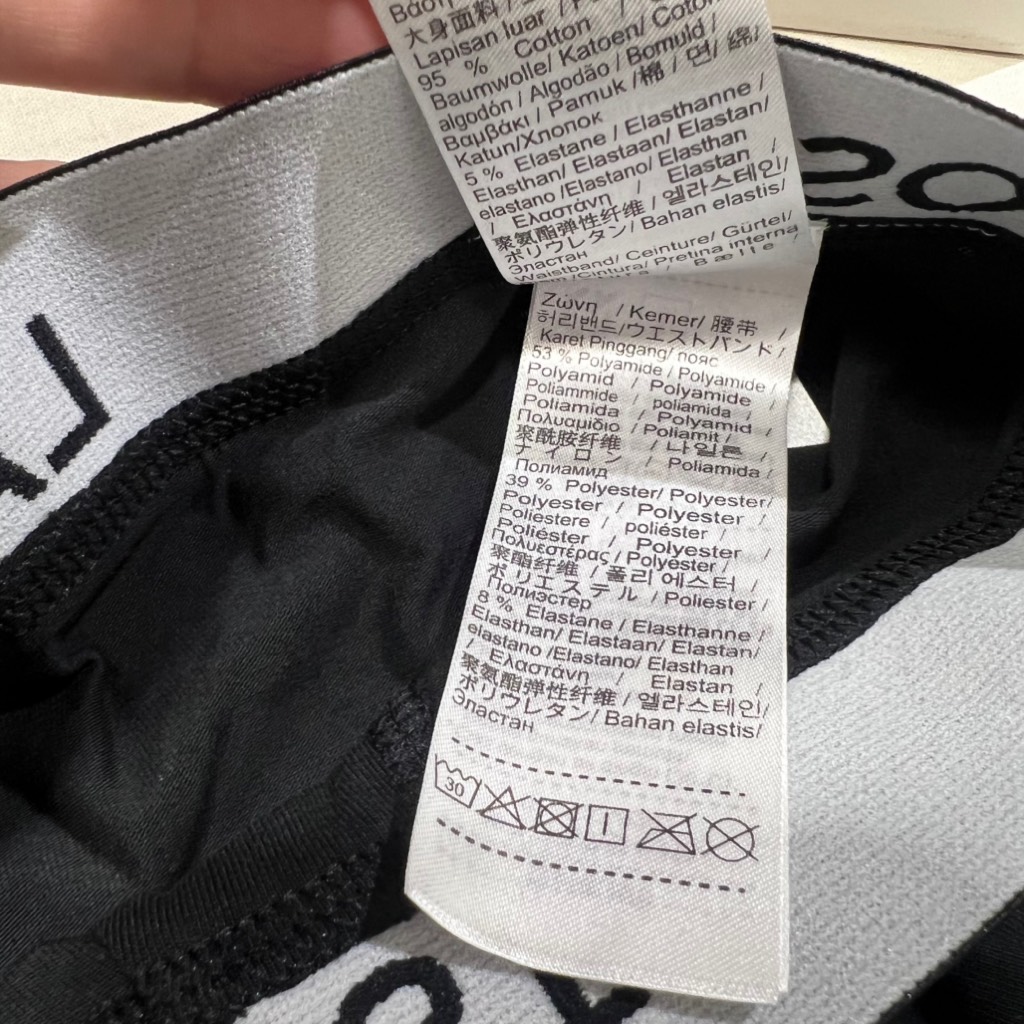 大身面料
Lapisan luar /
95 % Cotton
Baumwolle/ Katoen/
algodón / Algodão / Bomuld /
Βαμβάκι / Pamuk /棉 / 면/ 綿/
Katun/Хлопок
5 % Elastane / Elasthanne /
Elasthan/ Elastaan/ Elastan/
elastano /Elastano/ Elasthan
/ Ελαστάνη / Elastan /
聚氨酯弹性纤维 / 엘라스테인/
ポリウレタン/ Bahan elastis/
Эластан
Waistband/ Ceinture/ Gürtel/
/Cintura/ Pretina interna
Bælte /
Ζώνη / Kemer/ 腰带 /
허리밴드/ウエストバンド/
Karet Pinggang/ пояс
53 % Polyamide / Polyamide /
Polyamid / Polyamide /
Poliammide / poliamida /
Poliamida / Polyamid /
Πολυαμιδιο / Poliamit /
聚酰胺纤维 / 나일론 /
ナイロン / Poliamida /
Полиамид
39 % Polyester/ Polyester/
Polyester / Polyester /
Poliestere / poliéster /
Poliéster / Polyester /
Πολυεστέρας / Polyester /
聚酯纤维 / 폴리에스터 /
ポリエステル / Poliester /
Полиэстер
8 % Elastane / Elasthanne /
Elasthan/ Elastaan/ Elastan/
elastano /Elastano/ Elasthan
/ Ελαστάνη / Elastan /
聚氨酯弹性纤维 / 엘라스테인/
ポリウレタン/ Bahan elastis/
Эластан
30